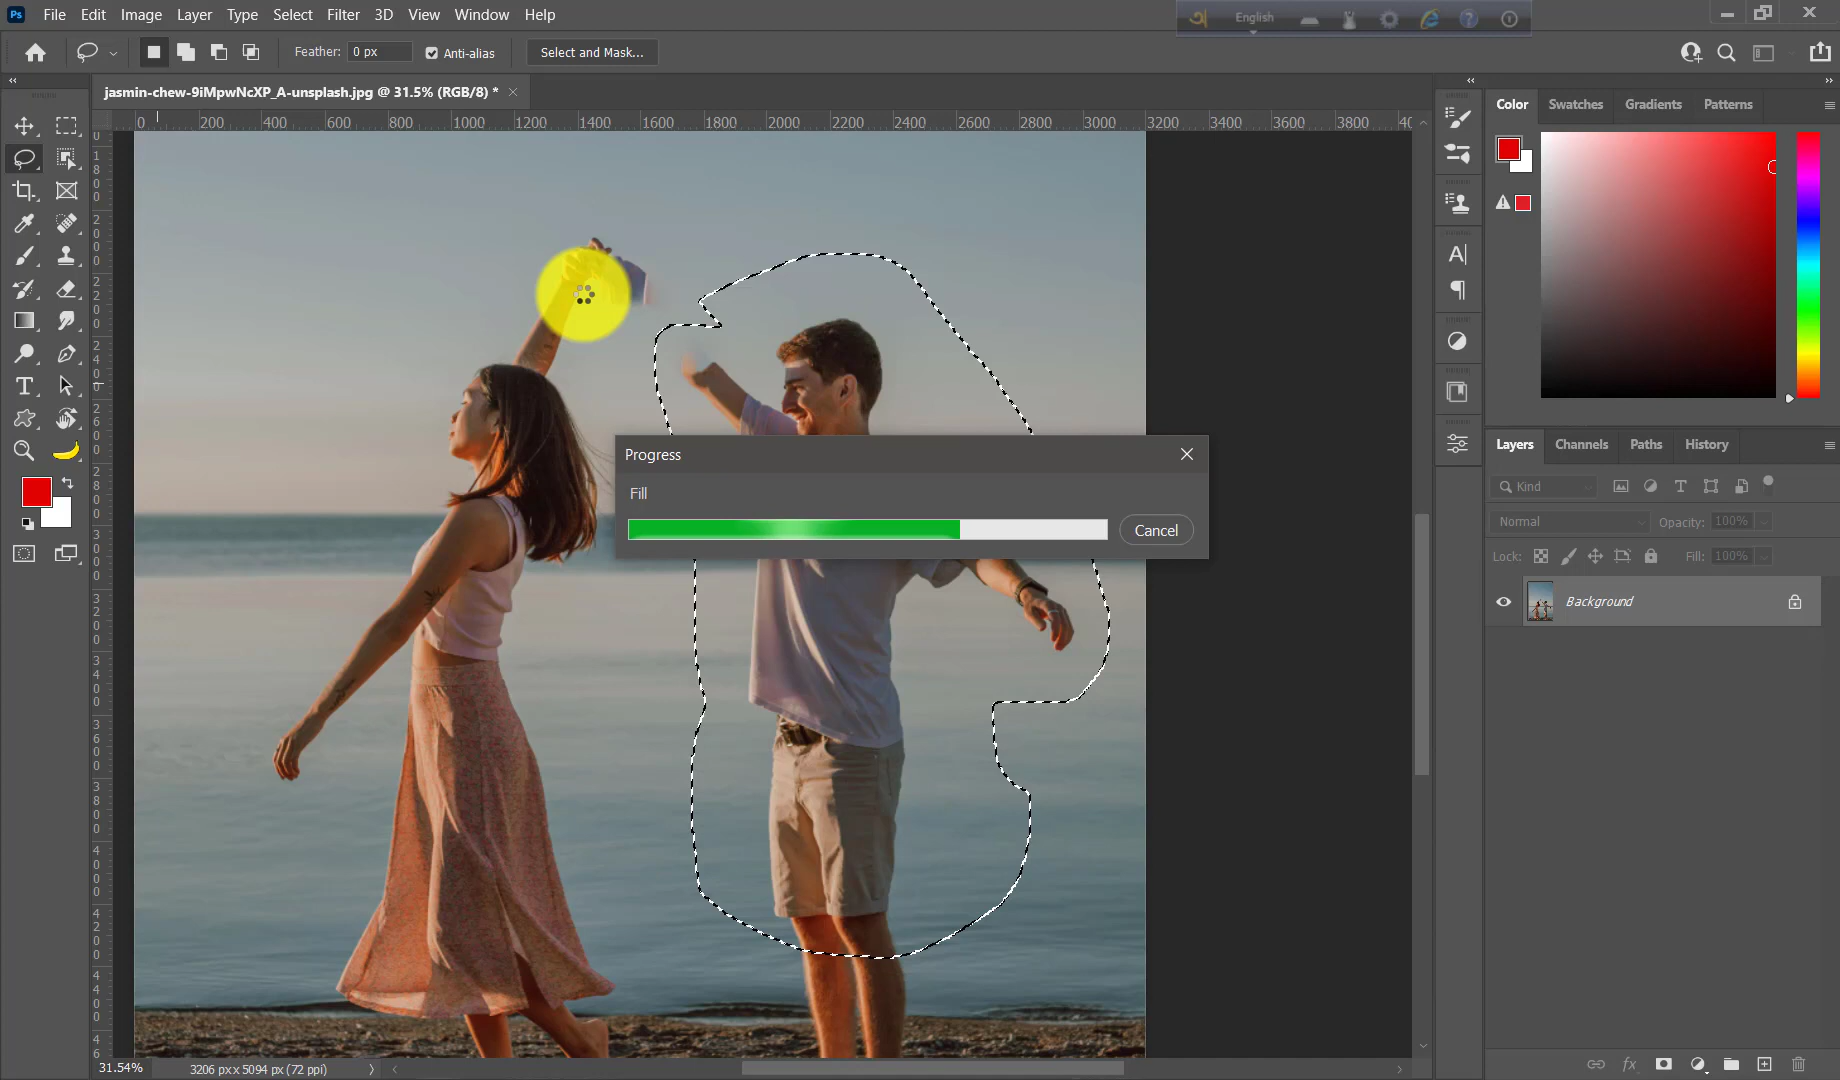 Ps File Edit Image Layer Type Select Filter 3D View Window Help
English
Feather: 0 px Anti-alias Select and Mask...
jasmin-chew-9iMpwNcXP_A-unsplash.jpg @ 31.5% (RGB/8) *
0 200 400 600 800 1000 1200 1400 1600 1800 2000 2200 2400 2600 2800 3000 3200 3400 3600 3800
Color Swatches Gradients Patterns
Progress
Fill
Cancel
Layers Channels Paths History
Kind
Normal Opacity: 100%
Lock: Fill: 100%
Background
31.54% 3206 px x 5094 px (72 ppi)